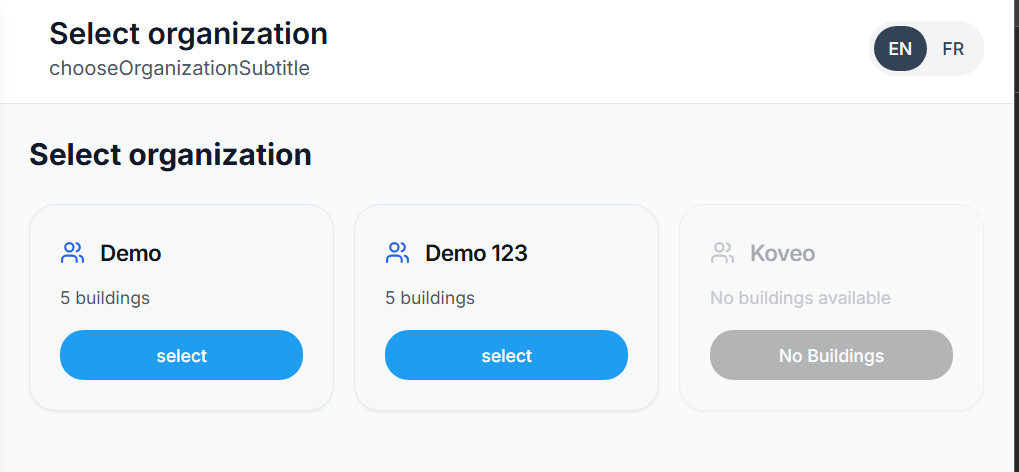 Select organization
chooseOrganizationSubtitle
EN FR
Select organization
Demo
5 buildings
select
Demo 123
5 buildings
select
Koveo
No buildings available
No Buildings